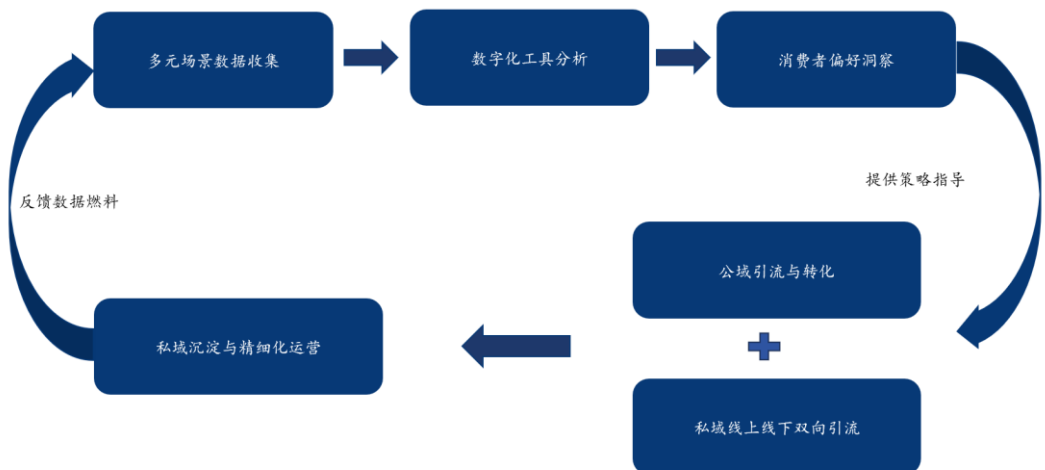 多元场景数据收集
数字化工具分析
消费者偏好洞察
提供策略指导
反馈数据燃料
公域引流与转化
私域沉淀与精细化运营
私域线上线下双向引流